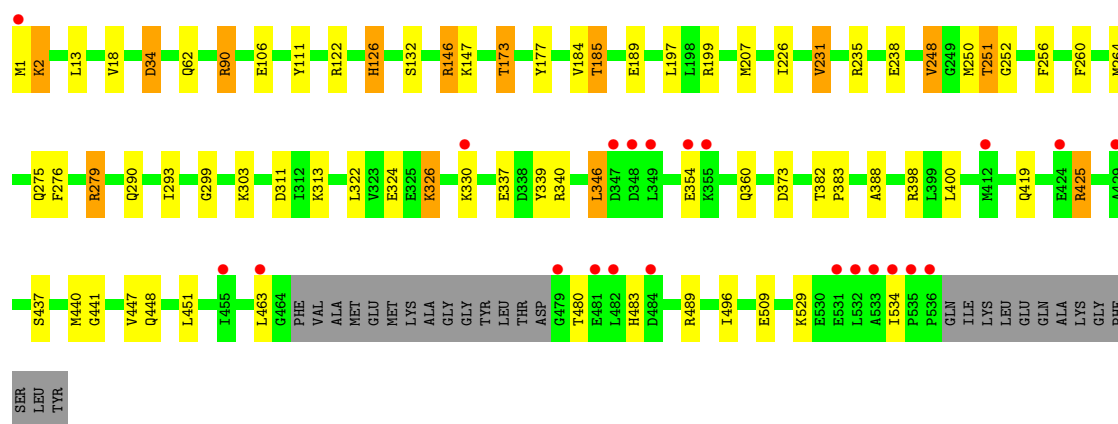 M1 K2 L13 V18 D34 Q62 R90 E106 Y111 R122 H126 S132 R146 K147 T173 Y177 V184 T185 E189 L197 L198 R199 M207 I226 V231 R235 E238 V248 G249 M250 T251 G252 F256 F260 M264
Q275 F276 R279 Q290 I293 G299 K303 D311 I312 K313 L322 V323 E324 E325 K326 K330 E337 D338 Y339 R340 L346 D347 D348 L349 E354 K355 Q360 D373 T382 P383 A388 R398 L399 L400 M412 Q419 E424 R425 A429
S437 M440 G441 V447 Q448 L451 I455 L463 G464 PHE VAL ALA MET GLU MET LYS ALA GLY GLY TYR LEU THR ASP G479 T480 E481 L482 H483 D484 R489 I496 E509 K529 E530 E531 L532 A533 I534 P535 P536 GLN ILE LYS LEU GLU GLU GLN ALA LYS GLY PHE
SER LEU TYR